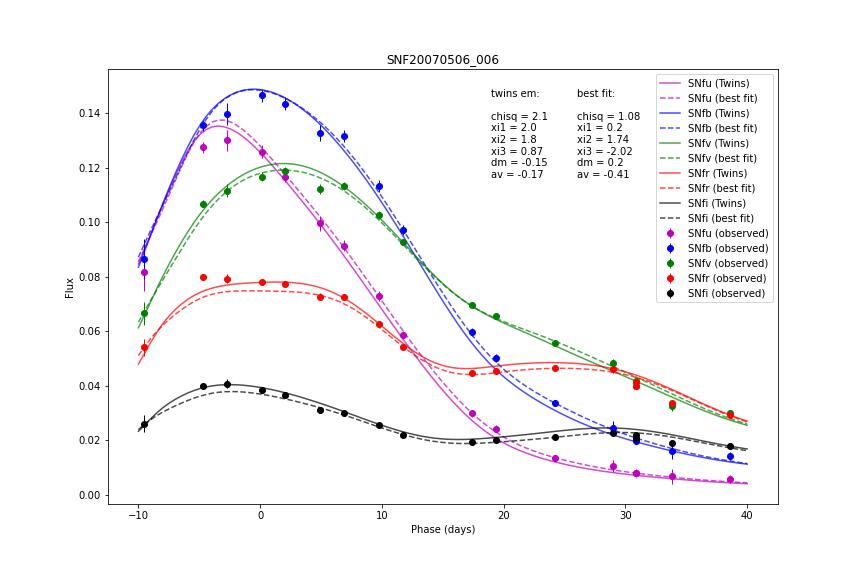 SNF20070506_006
twins em: best fit:
chisq = 2.1 chisq = 1.08
xi1 = 2.0 xi1 = 0.2
xi2 = 1.8 xi2 = 1.74
xi3 = 0.87 xi3 = -2.02
dm = -0.15 dm = 0.2
av = -0.17 av = -0.41
SNfu (Twins)
SNfu (best fit)
SNfb (Twins)
SNfb (best fit)
SNfv (Twins)
SNfv (best fit)
SNfr (Twins)
SNfr (best fit)
SNfi (Twins)
SNfi (best fit)
SNfu (observed)
SNfb (observed)
SNfv (observed)
SNfr (observed)
SNfi (observed)
Flux
0.14
0.12
0.10
0.08
0.06
0.04
0.02
0.00
−10 0 10 20 30 40
Phase (days)